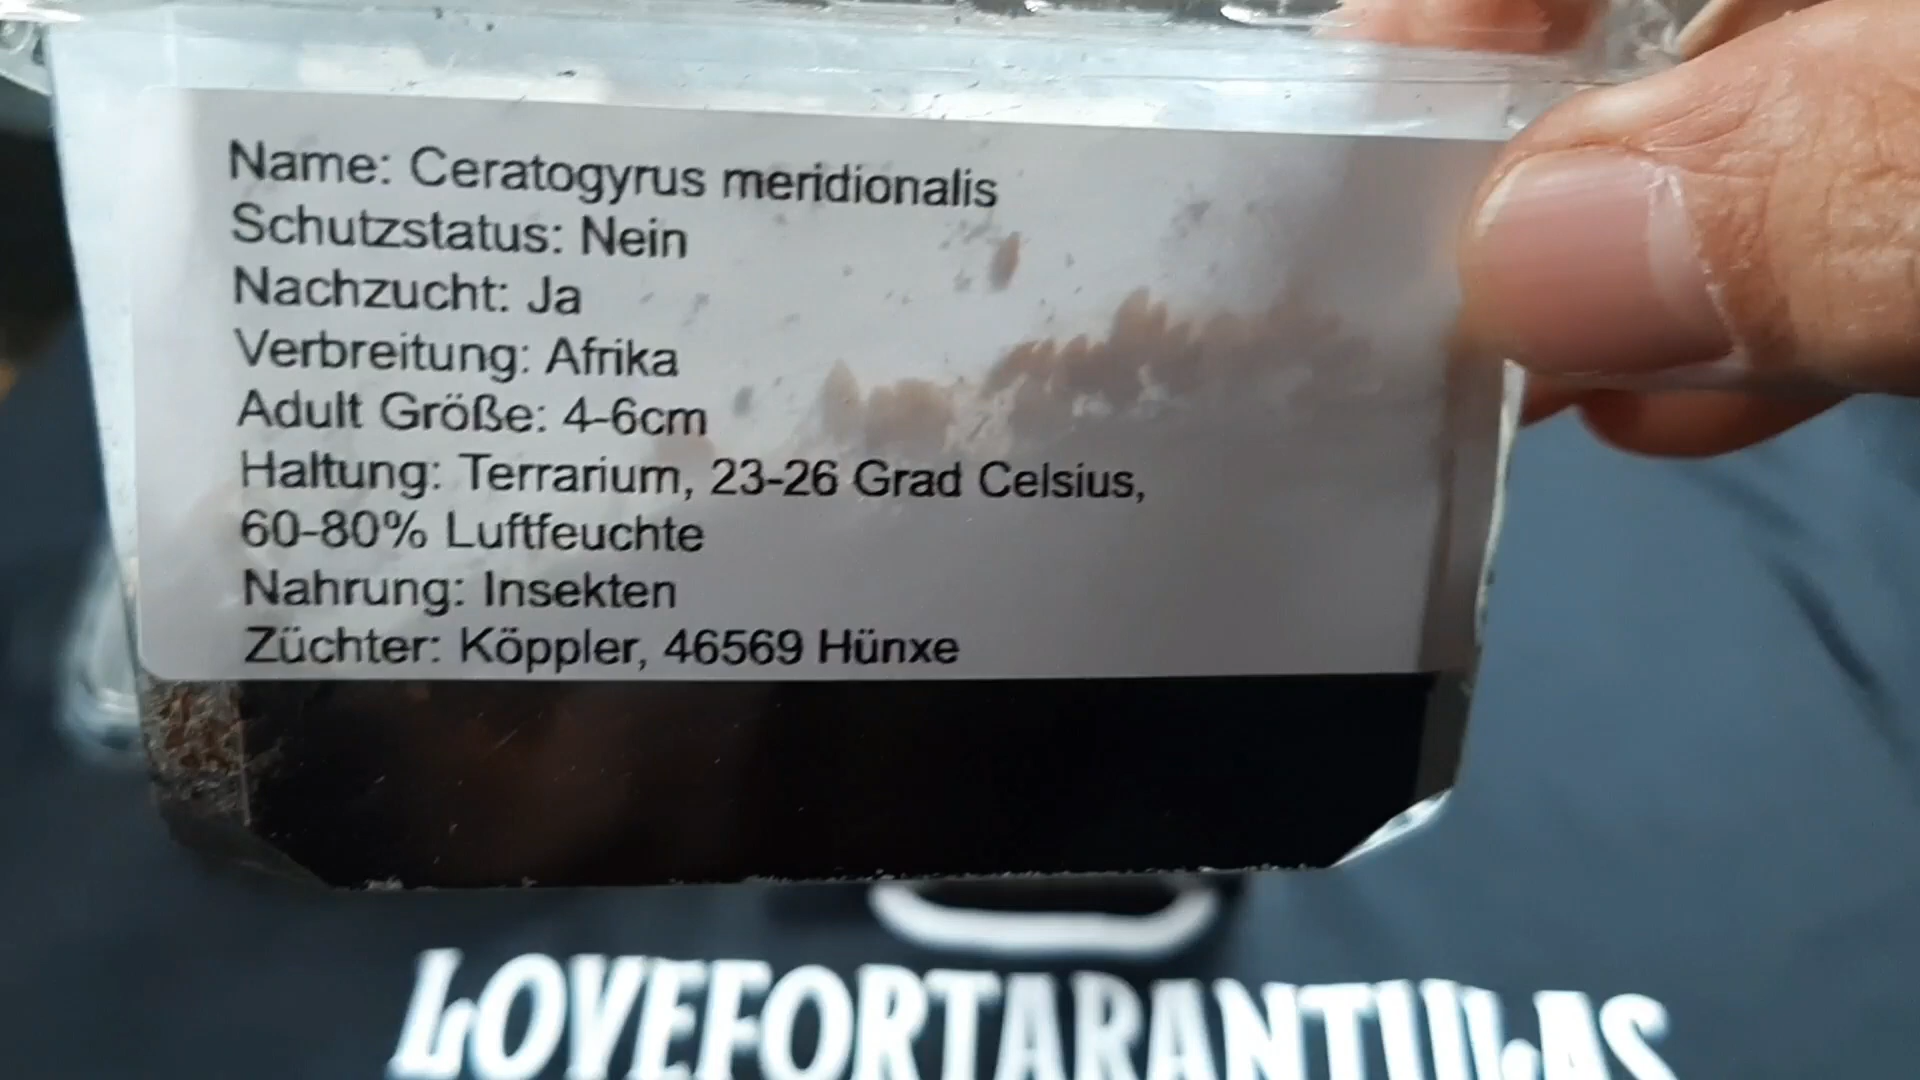 Name: Ceratogyrus meridionalis
Schutzstatus: Nein
Nachzucht: Ja
Verbreitung: Afrika
Adult Größe: 4-6cm
Haltung: Terrarium, 23-26 Grad Celsius,
60-80% Luftfeuchte
Nahrung: Insekten
Züchter: Köppler, 46569 Hünxe
LOVEFORTARANTULAS